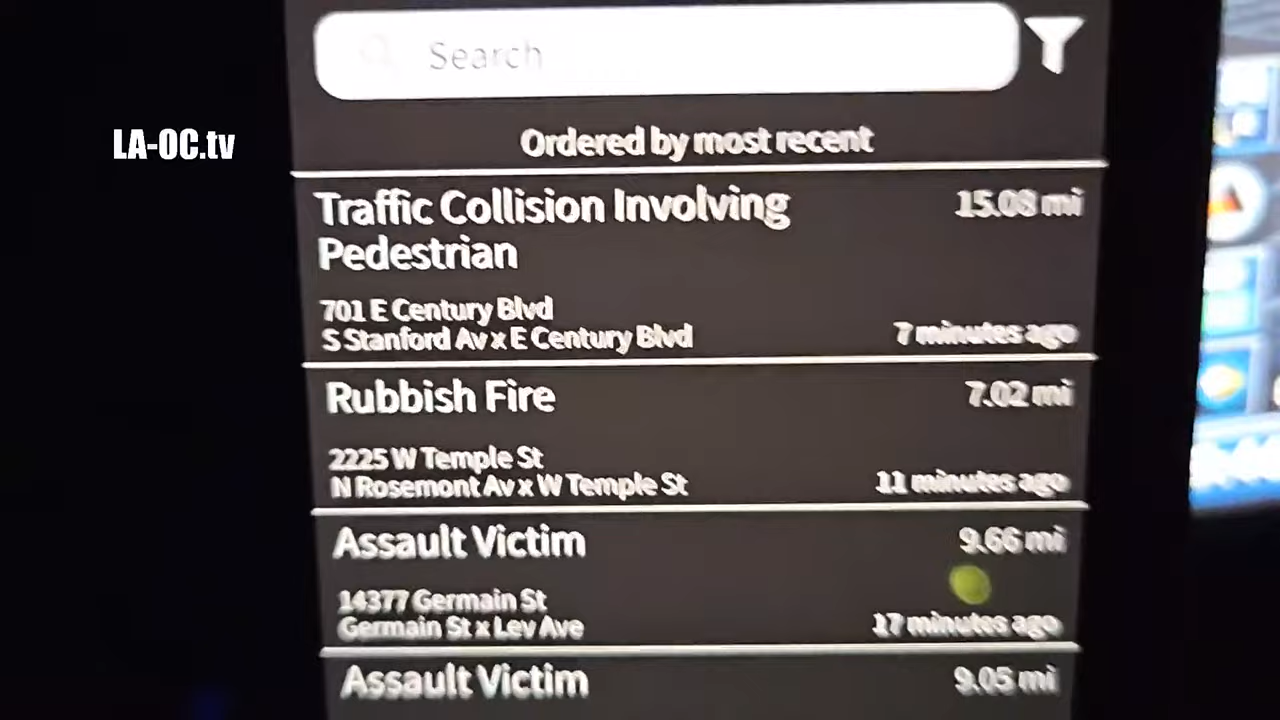 Search
LA-OC.tv
Ordered by most recent
Traffic Collision Involving
Pedestrian
15.08 mi
701 E Century Blvd
S Stanford Av x E Century Blvd
7 minutes ago
Rubbish Fire
7.02 mi
2225 W Temple St
N Rosemont Av x W Temple St
11 minutes ago
Assault Victim
9.66 mi
14377 Germain St
Germain St x Lev Ave
17 minutes ago
Assault Victim
9.05 mi